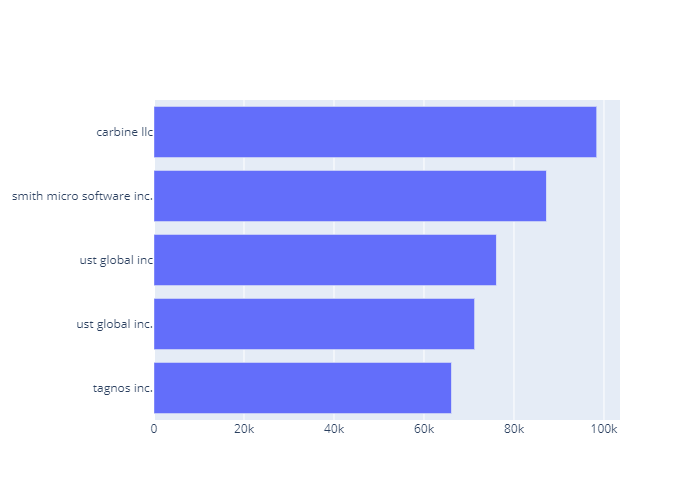 carbine llc
smith micro software inc.
ust global inc
ust global inc.
tagnos inc.
0 20k 40k 60k 80k 100k